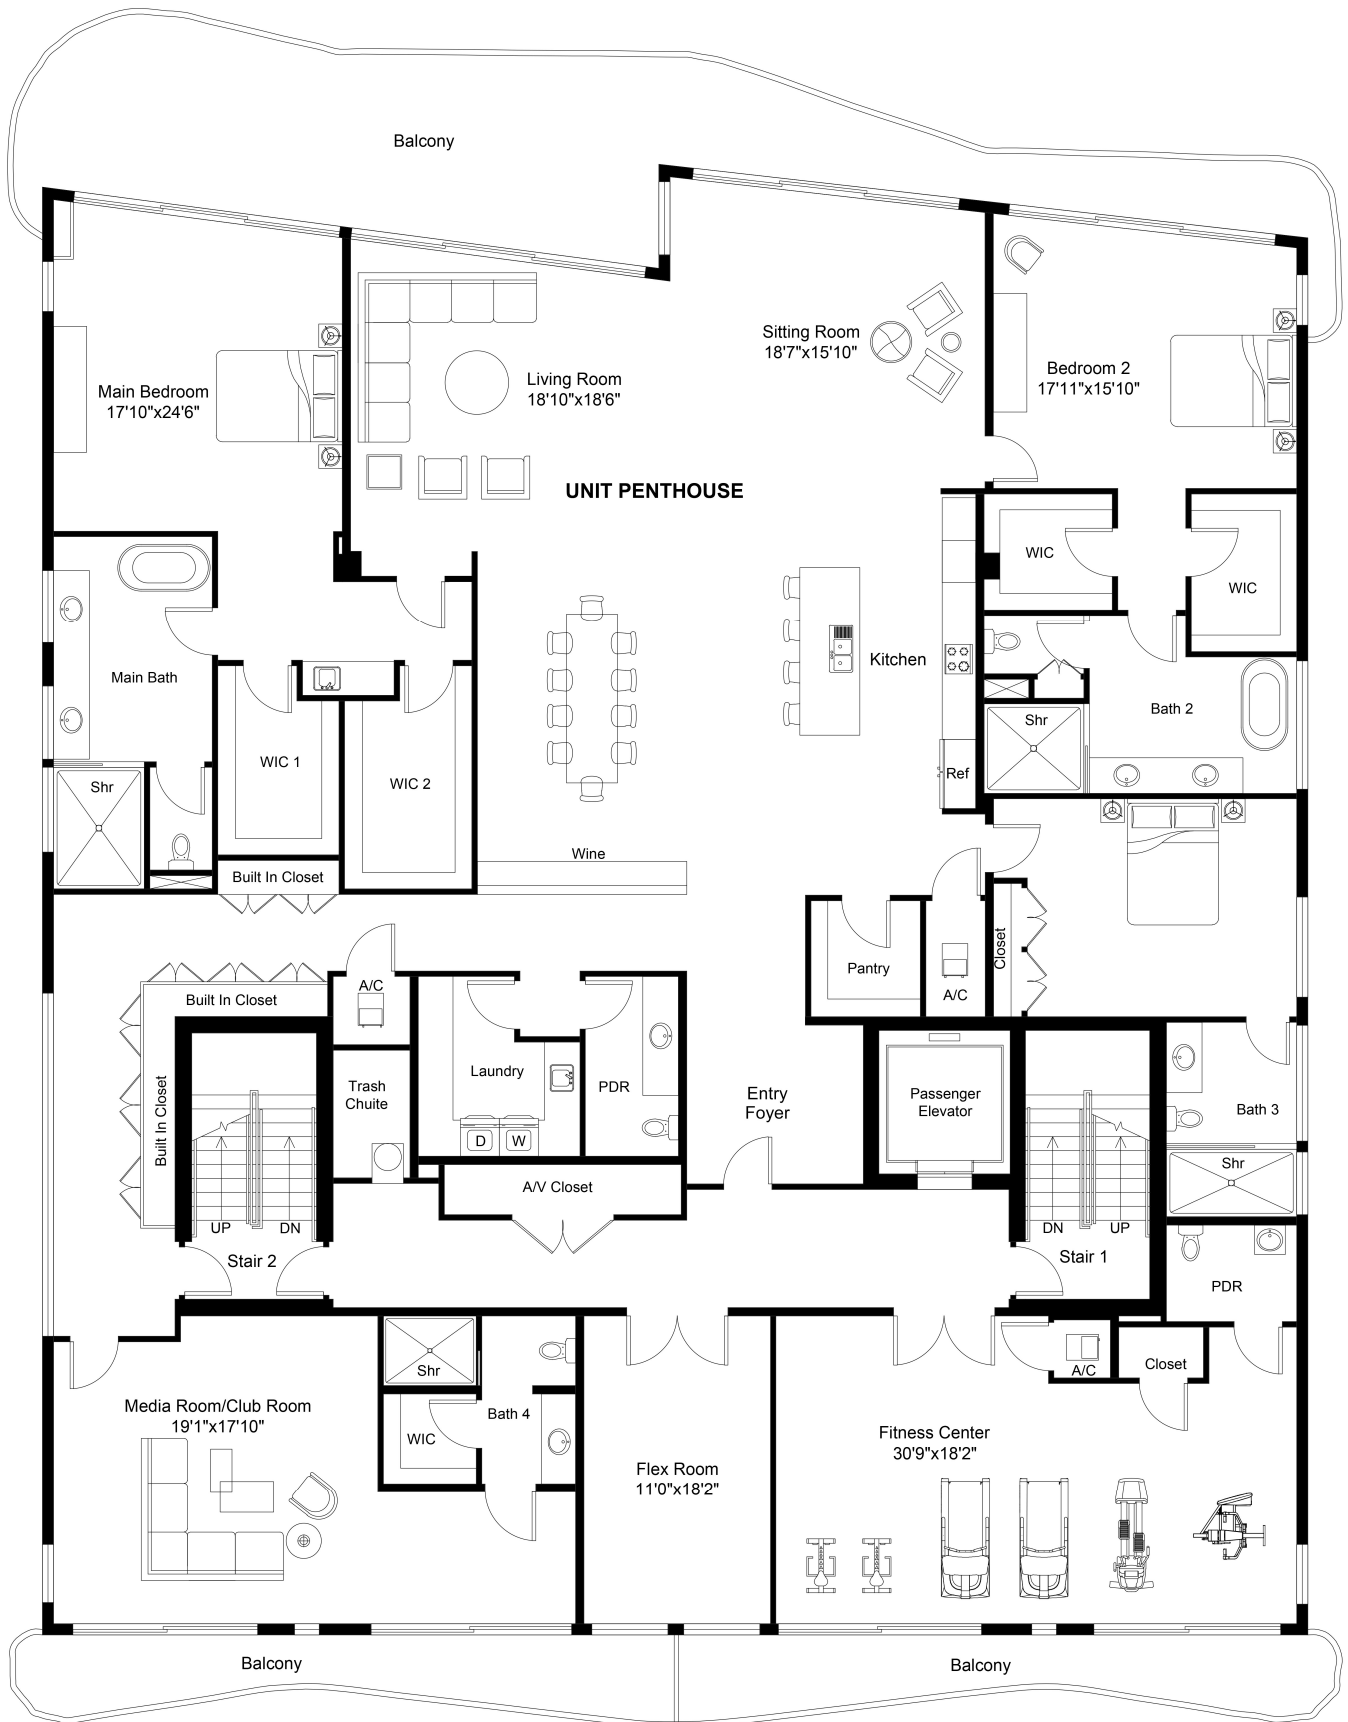 Balcony
Sitting Room
18'7"x15'10"
Bedroom 2
17'11"x15'10"
Living Room
18'10"x18'6"
Main Bedroom
17'10"x24'6"
UNIT PENTHOUSE
WIC
WIC
Kitchen
Main Bath
Bath 2
Shr
WIC 1
WIC 2
Ref
Shr
Wine
Built In Closet
Closet
Pantry
A/C
A/C
Built In Closet
Laundry
Trash
Chuite
PDR
Entry
Foyer
Passenger
Elevator
Built In Closet
Bath 3
D
W
Shr
A/V Closet
UP
DN
DN
UP
Stair 2
Stair 1
PDR
Shr
A/C
Closet
Media Room/Club Room
19'1"x17'10"
Bath 4
WIC
Fitness Center
30'9"x18'2"
Flex Room
11'0"x18'2"
Balcony
Balcony